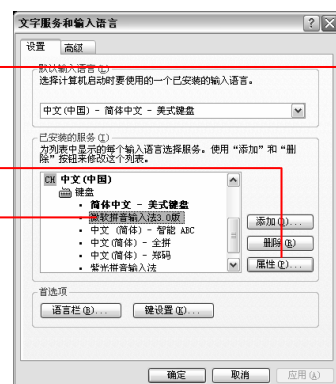 文字服务和输入语言
设置 高级
默认输入语言(L)
选择计算机启动时要使用的一个已安装的输入语言。
中文(中国) - 简体中文 - 美式键盘
已安装的服务(I)
为列表中显示的每个输入语言选择服务。使用“添加”和“删
除”按钮来修改这个列表。
CH 中文(中国)
键盘
· 简体中文 - 美式键盘
· 微软拼音输入法3.0版
· 中文 (简体) - 智能 ABC
· 中文(简体) - 全拼
· 中文(简体) - 郑码
· 紫光拼音输入法
添加(D)...
删除(R)
属性(P)...
首选项
语言栏(B)...
键设置(K)...
确定
取消
应用(A)